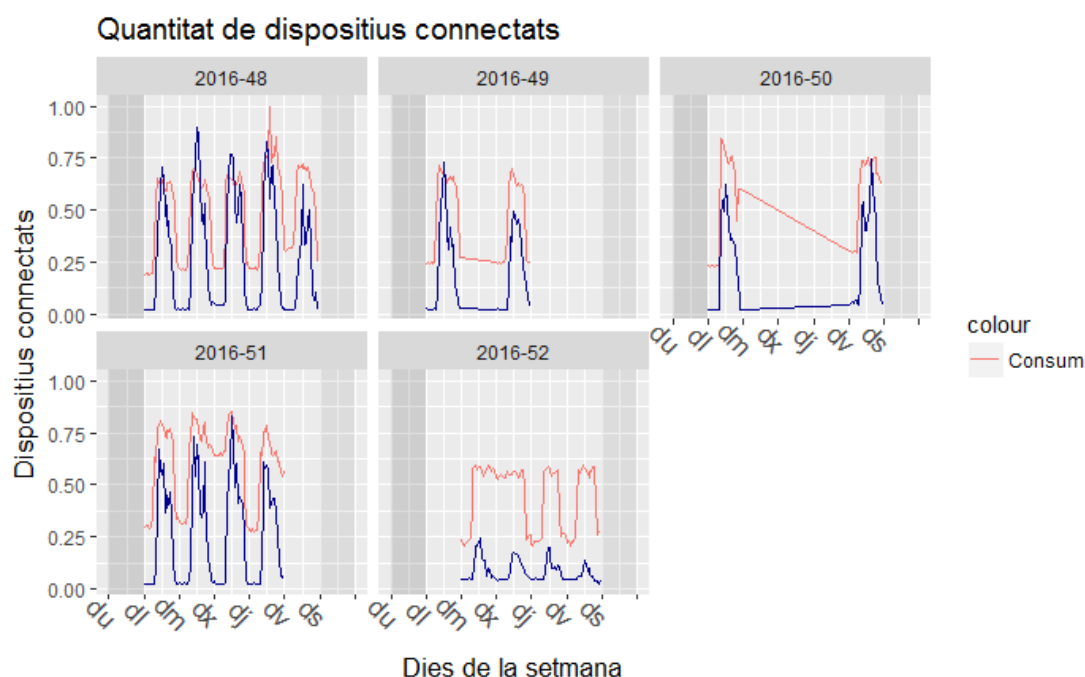 Quantitat de dispositius connectats
2016-48
2016-49
2016-50
1.00
0.75
0.50
0.25
0.00
du
dl
dm
dx
dj
dv
ds
2016-51
2016-52
1.00
0.75
0.50
0.25
0.00
du
dl
dm
dx
dj
dv
ds
du
dl
dm
dx
dj
dv
ds
Dispositius connectats
Dies de la setmana
colour
Consum